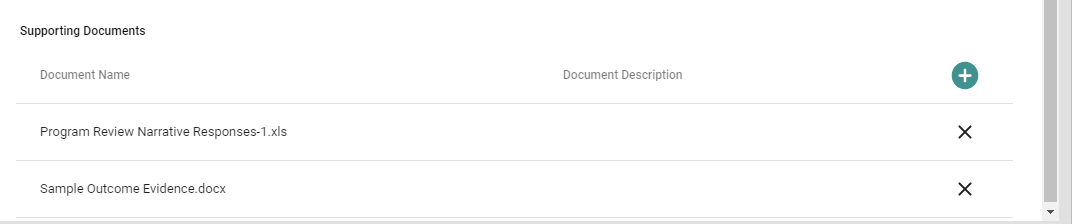 Supporting Documents
Document Name Document Description
Program Review Narrative Responses-1.xls
Sample Outcome Evidence.docx